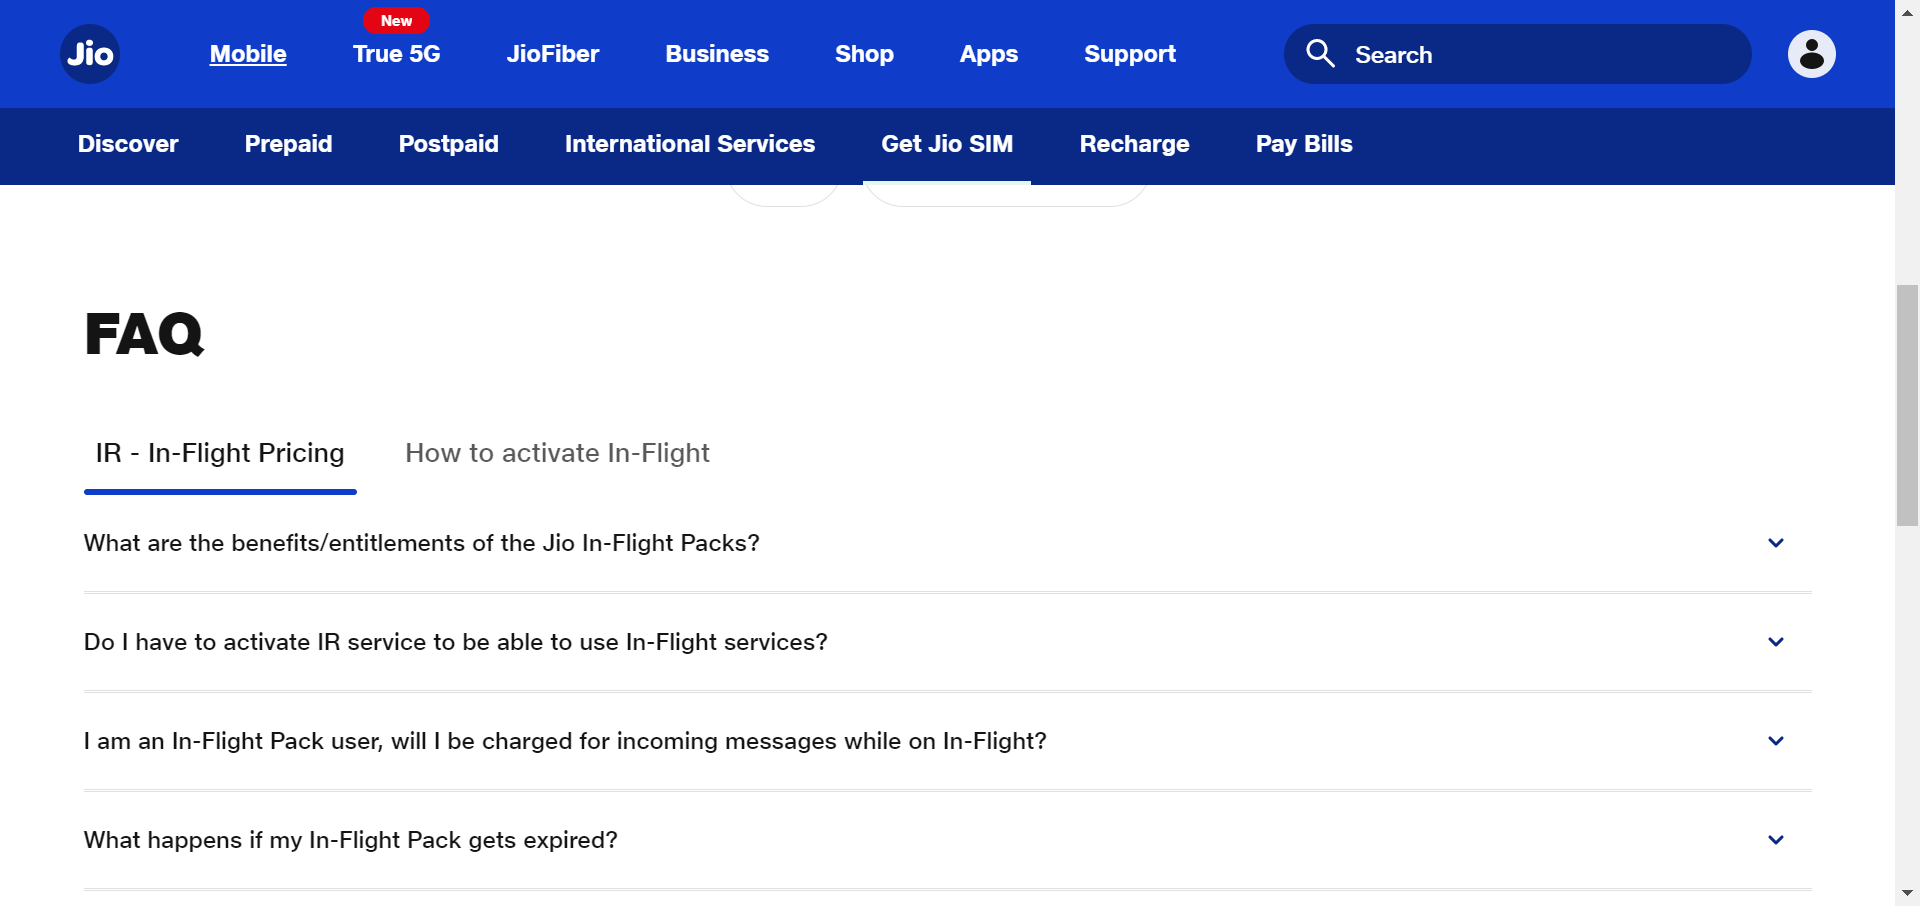 New
Jio Mobile True 5G JioFiber Business Shop Apps Support Search
Discover Prepaid Postpaid International Services Get Jio SIM Recharge Pay Bills
FAQ
IR - In-Flight Pricing How to activate In-Flight
What are the benefits/entitlements of the Jio In-Flight Packs?
Do I have to activate IR service to be able to use In-Flight services?
I am an In-Flight Pack user, will I be charged for incoming messages while on In-Flight?
What happens if my In-Flight Pack gets expired?